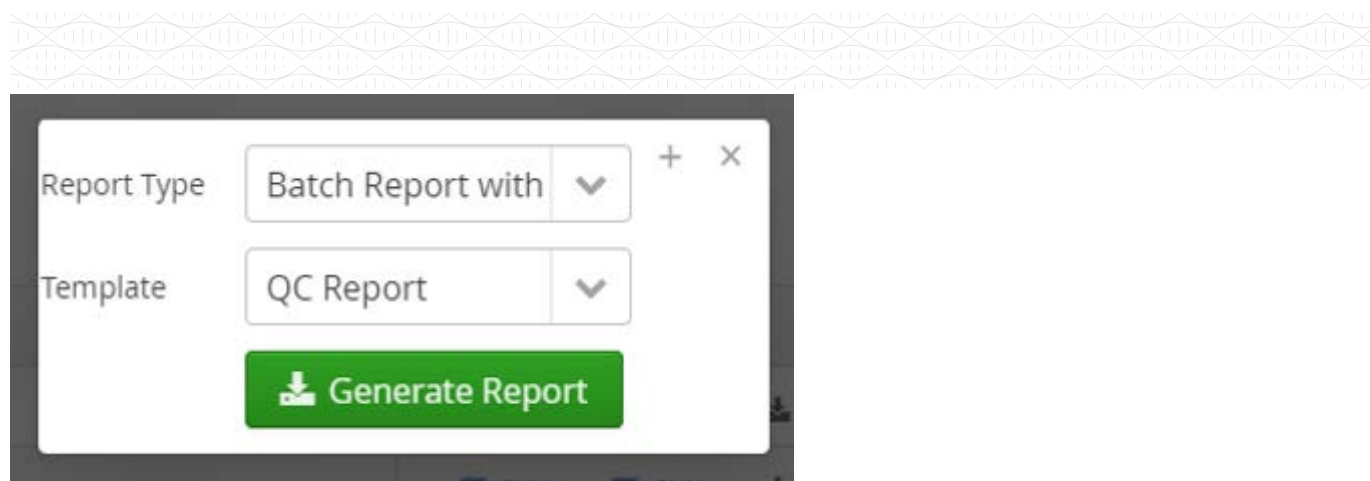 Report Type
Batch Report with
Template
QC Report
Generate Report